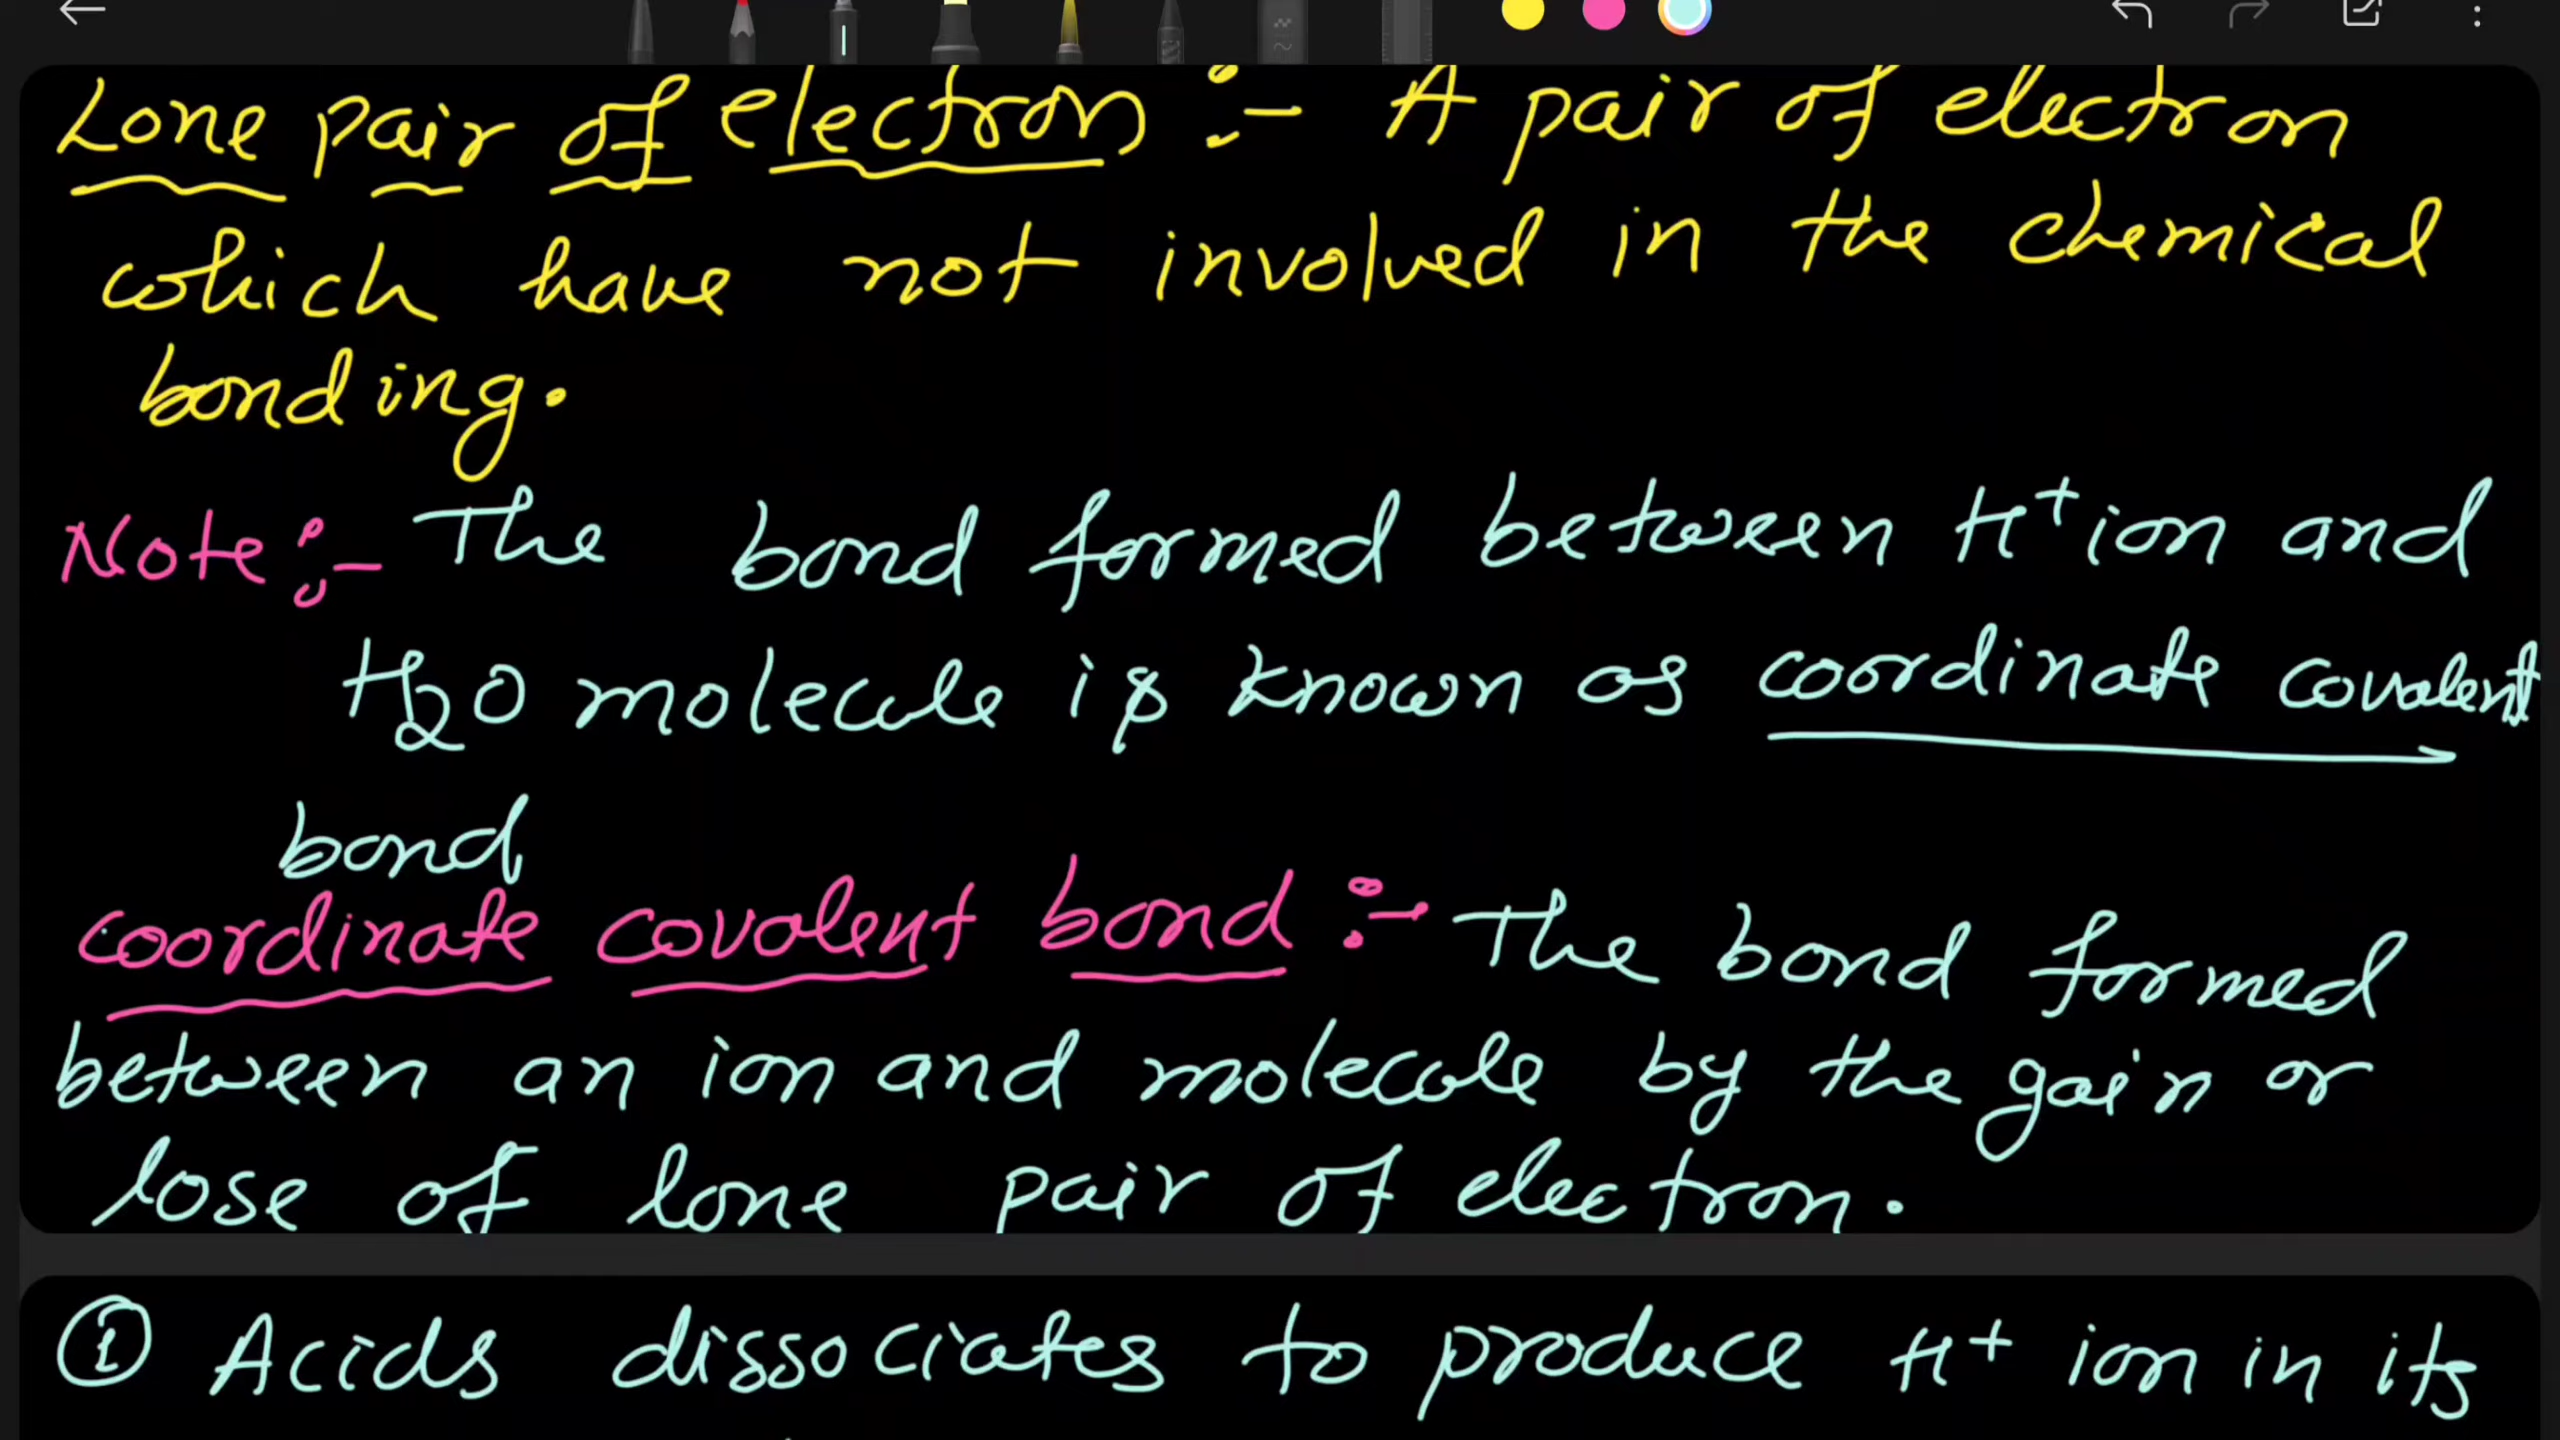 Lone pair of electron :- A pair of electron
which have not involved in the chemical
bonding.
Note :- The bond formed between H+ ion and
H2O molecule is known as coordinate covalent
bond
coordinate covalent bond :- The bond formed
between an ion and molecule by the gain or
lose of lone pair of electron.
① Acids dissociates to produce H+ ion in its